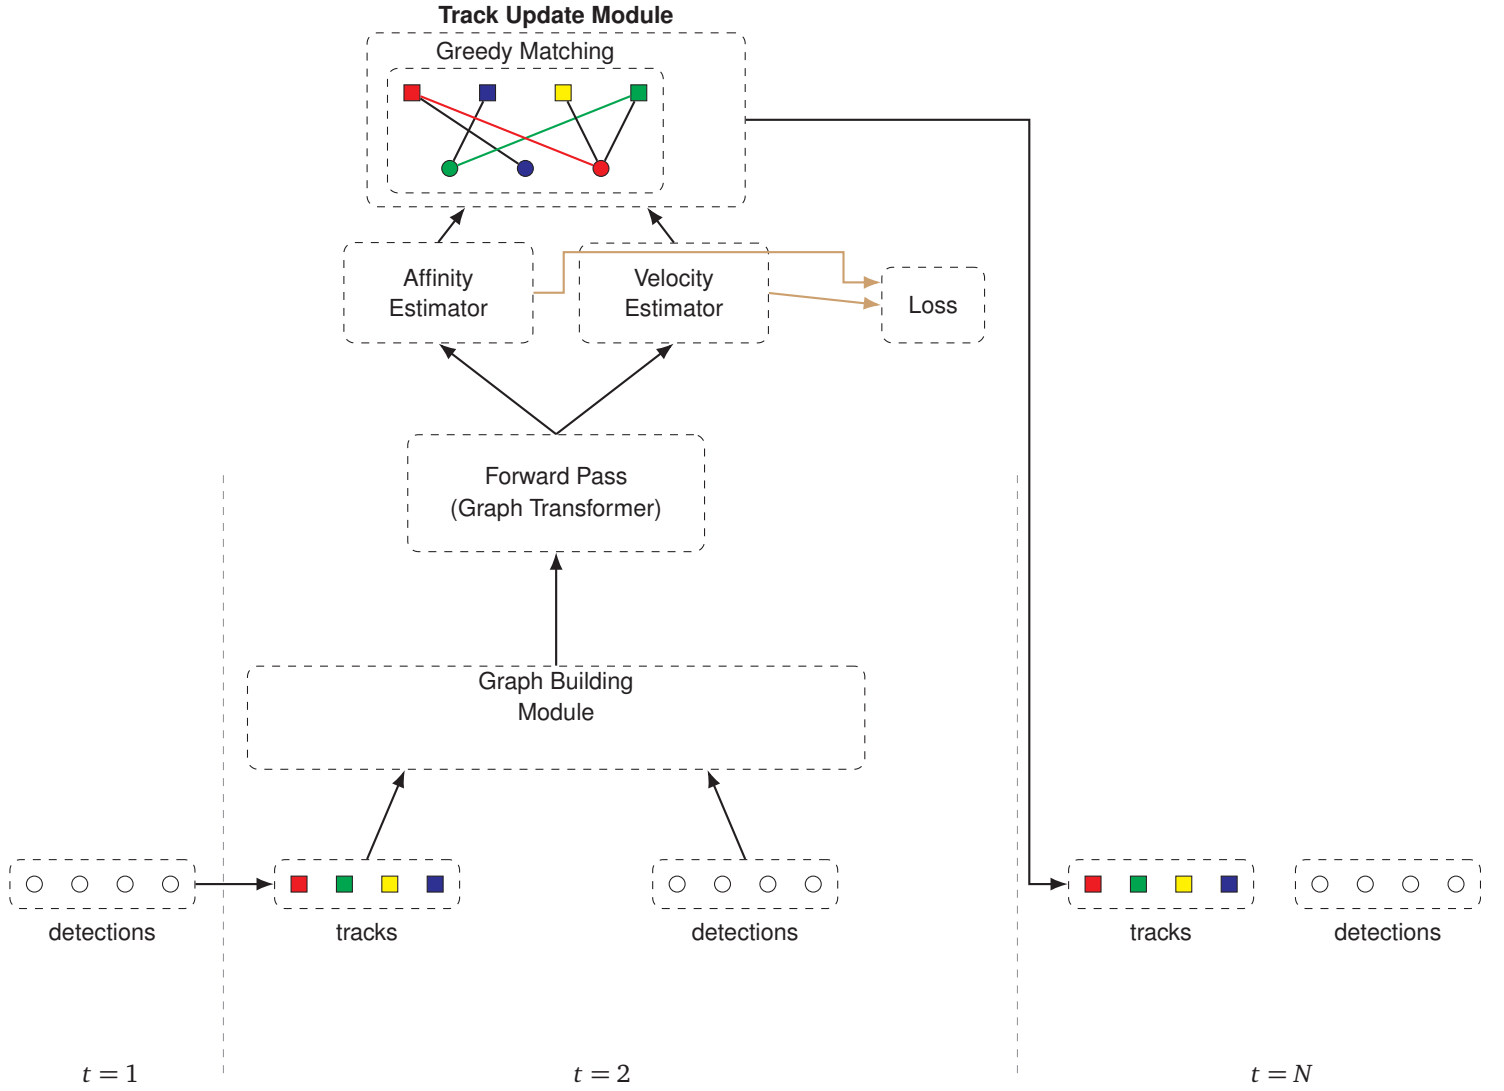 Track Update Module
Greedy Matching
Affinity
Estimator
Velocity
Estimator
Loss
Forward Pass
(Graph Transformer)
Graph Building
Module
detections
tracks
detections
tracks
detections
t = 1
t = 2
t = N